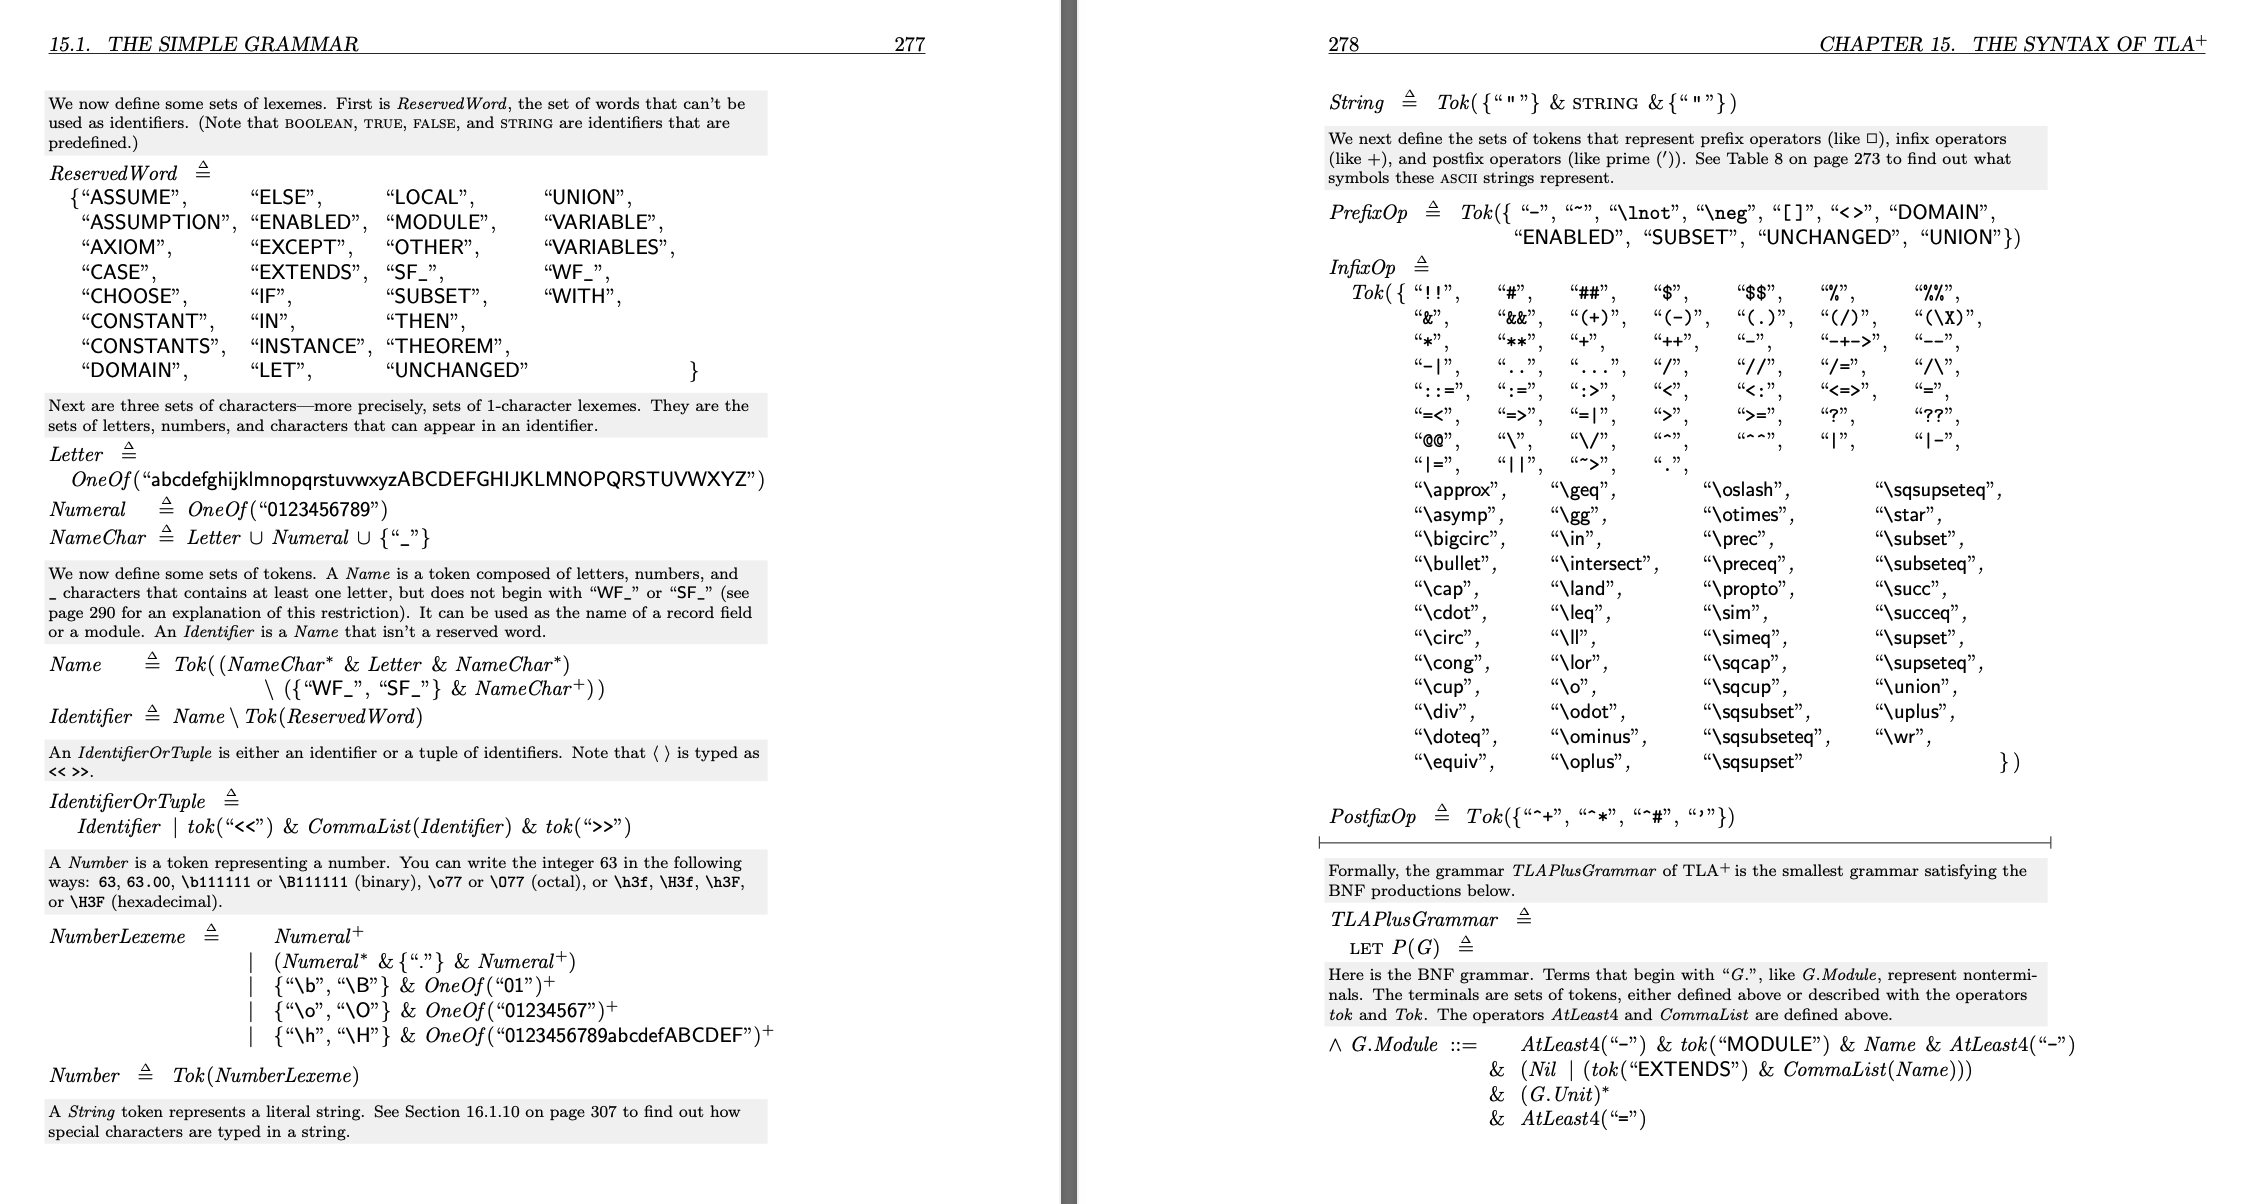 15.1. THE SIMPLE GRAMMAR 277
We now define some sets of lexemes. First is ReservedWord, the set of words that can't be
used as identifiers. (Note that BOOLEAN, TRUE, FALSE, and STRING are identifiers that are
predefined.)
ReservedWord ≜
{“ASSUME”, “ELSE”, “LOCAL”, “UNION”,
“ASSUMPTION”, “ENABLED”, “MODULE”, “VARIABLE”,
“AXIOM”, “EXCEPT”, “OTHER”, “VARIABLES”,
“CASE”, “EXTENDS”, “SF_”, “WF_”,
“CHOOSE”, “IF”, “SUBSET”, “WITH”,
“CONSTANT”, “IN”, “THEN”,
“CONSTANTS”, “INSTANCE”, “THEOREM”,
“DOMAIN”, “LET”, “UNCHANGED” }
Next are three sets of characters—more precisely, sets of 1-character lexemes. They are the
sets of letters, numbers, and characters that can appear in an identifier.
Letter ≜
OneOf(“abcdefghijklmnopqrstuvwxyzABCDEFGHIJKLMNOPQRSTUVWXYZ”)
Numeral ≜ OneOf(“0123456789”)
NameChar ≜ Letter ∪ Numeral ∪ {“_”}
We now define some sets of tokens. A Name is a token composed of letters, numbers, and
_ characters that contains at least one letter, but does not begin with “WF_” or “SF_” (see
page 290 for an explanation of this restriction). It can be used as the name of a record field
or a module. An Identifier is a Name that isn't a reserved word.
Name ≜ Tok((NameChar* & Letter & NameChar*)
\ ({“WF_”, “SF_”} & NameChar⁺))
Identifier ≜ Name \ Tok(ReservedWord)
An IdentifierOrTuple is either an identifier or a tuple of identifiers. Note that ⟨ ⟩ is typed as
<< >>.
IdentifierOrTuple ≜
Identifier | tok(“<<”) & CommaList(Identifier) & tok(“>>”)
A Number is a token representing a number. You can write the integer 63 in the following
ways: 63, 63.00, \b111111 or \B111111 (binary), \o77 or \O77 (octal), or \h3f, \H3f, \h3F,
or \H3F (hexadecimal).
NumberLexeme ≜ Numeral⁺
| (Numeral* & {“.”} & Numeral⁺)
| {“\b”, “\B”} & OneOf(“01”)⁺
| {“\o”, “\O”} & OneOf(“01234567”)⁺
| {“\h”, “\H”} & OneOf(“0123456789abcdefABCDEF”)⁺
Number ≜ Tok(NumberLexeme)
A String token represents a literal string. See Section 16.1.10 on page 307 to find out how
special characters are typed in a string.
278 CHAPTER 15. THE SYNTAX OF TLA⁺
String ≜ Tok({“"”} & STRING & {“"”})
We next define the sets of tokens that represent prefix operators (like □), infix operators
(like +), and postfix operators (like prime (′)). See Table 8 on page 273 to find out what
symbols these ASCII strings represent.
PrefixOp ≜ Tok({ “-”, “~”, “\lnot”, “\neg”, “[]”, “<>”, “DOMAIN”,
“ENABLED”, “SUBSET”, “UNCHANGED”, “UNION”})
InfixOp ≜
Tok({ “!!”, “#”, “##”, “$”, “$$”, “%”, “%%”,
“&”, “&&”, “(+)”, “(-)”, “(.)”, “(/)”, “(\X)”,
“*”, “**”, “+”, “++”, “-”, “-+->”, “--”,
“-|”, “..”, “...”, “/”, “//”, “/=”, “/\”,
“::=”, “:=”, “:>”, “<”, “<:”, “<=>”, “=”,
“=<”, “=>”, “=|”, “>”, “>=”, “?”, “??”,
“@@”, “\”, “\/”, “^”, “^^”, “|”, “|-”,
“|=”, “||”, “~>”, “.”,
“\approx”, “\geq”, “\oslash”, “\sqsupseteq”,
“\asymp”, “\gg”, “\otimes”, “\star”,
“\bigcirc”, “\in”, “\prec”, “\subset”,
“\bullet”, “\intersect”, “\preceq”, “\subseteq”,
“\cap”, “\land”, “\propto”, “\succ”,
“\cdot”, “\leq”, “\sim”, “\succeq”,
“\circ”, “\ll”, “\simeq”, “\supset”,
“\cong”, “\lor”, “\sqcap”, “\supseteq”,
“\cup”, “\o”, “\sqcup”, “\union”,
“\div”, “\odot”, “\sqsubset”, “\uplus”,
“\doteq”, “\ominus”, “\sqsubseteq”, “\wr”,
“\equiv”, “\oplus”, “\sqsupset” })
PostfixOp ≜ Tok({“^+”, “^*”, “^#”, “'”})
Formally, the grammar TLAPlusGrammar of TLA⁺ is the smallest grammar satisfying the
BNF productions below.
TLAPlusGrammar ≜
LET P(G) ≜
Here is the BNF grammar. Terms that begin with “G.”, like G.Module, represent nontermi-
nals. The terminals are sets of tokens, either defined above or described with the operators
tok and Tok. The operators AtLeast4 and CommaList are defined above.
∧ G.Module ::= AtLeast4(“-”) & tok(“MODULE”) & Name & AtLeast4(“-”)
& (Nil | (tok(“EXTENDS”) & CommaList(Name)))
& (G.Unit)*
& AtLeast4(“=”)